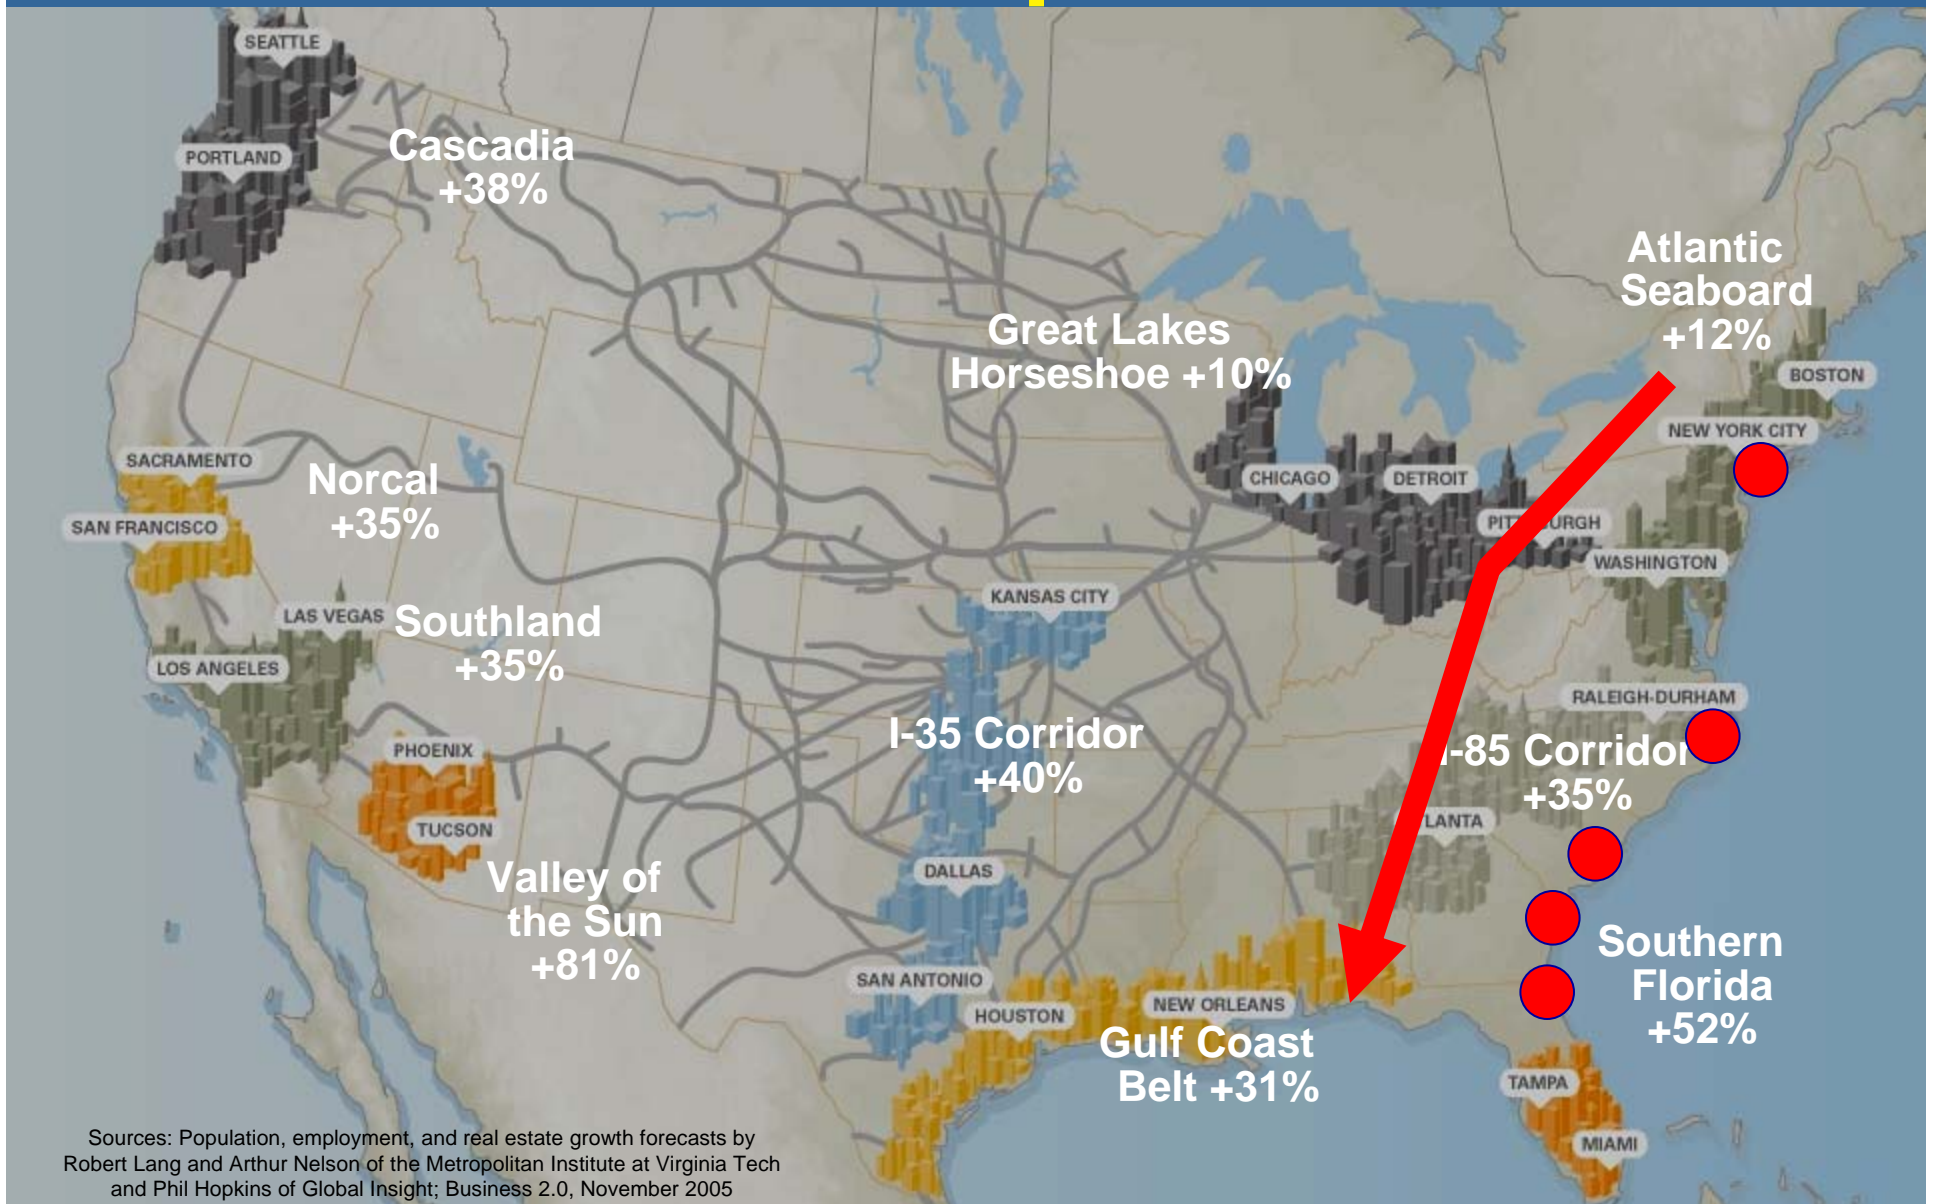 SEATTLE
PORTLAND
Cascadia
+38%
Atlantic
Seaboard
+12%
Great Lakes
Horseshoe +10%
BOSTON
NEW YORK CITY
SACRAMENTO
Norcal
+35%
SAN FRANCISCO
CHICAGO
DETROIT
PITT BURGH
WASHINGTON
LAS VEGAS
Southland
+35%
LOS ANGELES
KANSAS CITY
RALEIGH-DURHAM
I-35 Corridor
+40%
I-85 Corridor
+35%
PHOENIX
TUCSON
LANTA
Valley of
the Sun
+81%
DALLAS
Southern
Florida
+52%
SAN ANTONIO
HOUSTON
NEW ORLEANS
Gulf Coast
Belt +31%
TAMPA
MIAMI
Sources: Population, employment, and real estate growth forecasts by
Robert Lang and Arthur Nelson of the Metropolitan Institute at Virginia Tech
and Phil Hopkins of Global Insight; Business 2.0, November 2005